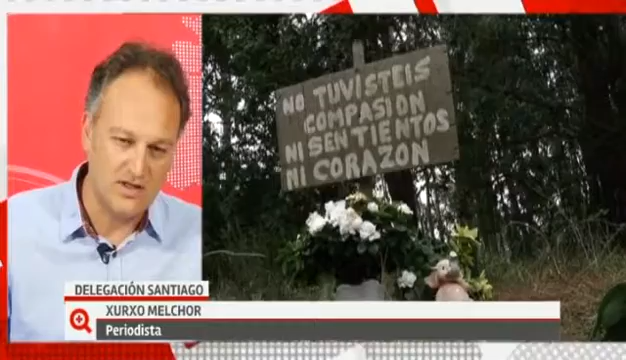 NO TUVISTEIS
COMPASION
NI SENTIENTOS
NI CORAZON
DELEGACIÓN SANTIAGO
XURXO MELCHOR
Periodista